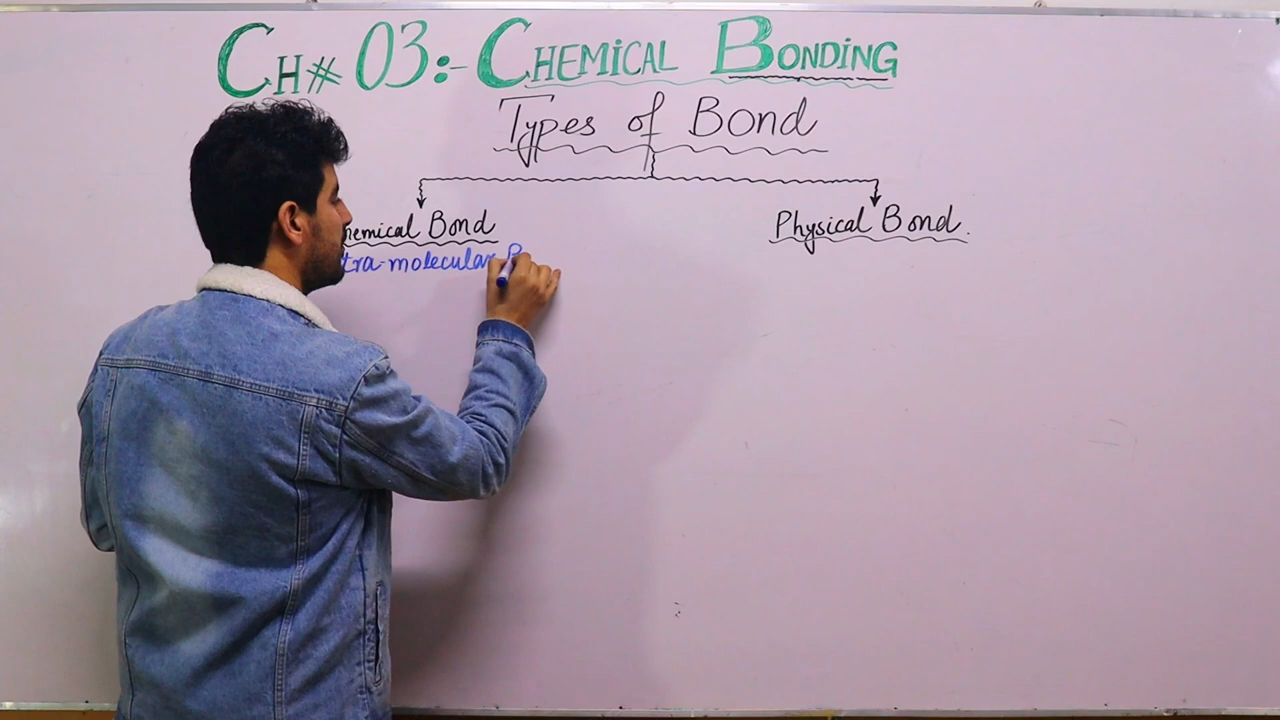 CH# 03:- CHEMICAL BONDING
Types of Bond
hemical Bond
Physical Bond.
tra-molecular B